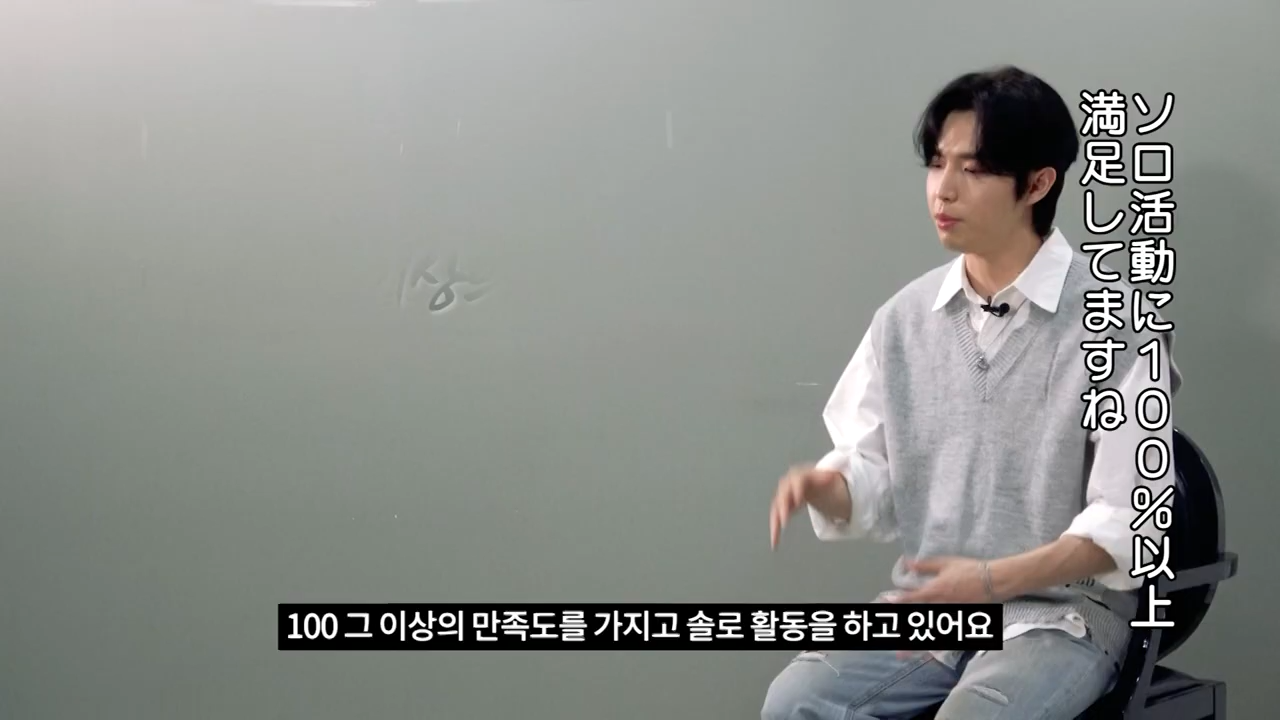 ソロ活動に100%以上
満足してますね
이상
100 그 이상의 만족도를 가지고 솔로 활동을 하고 있어요